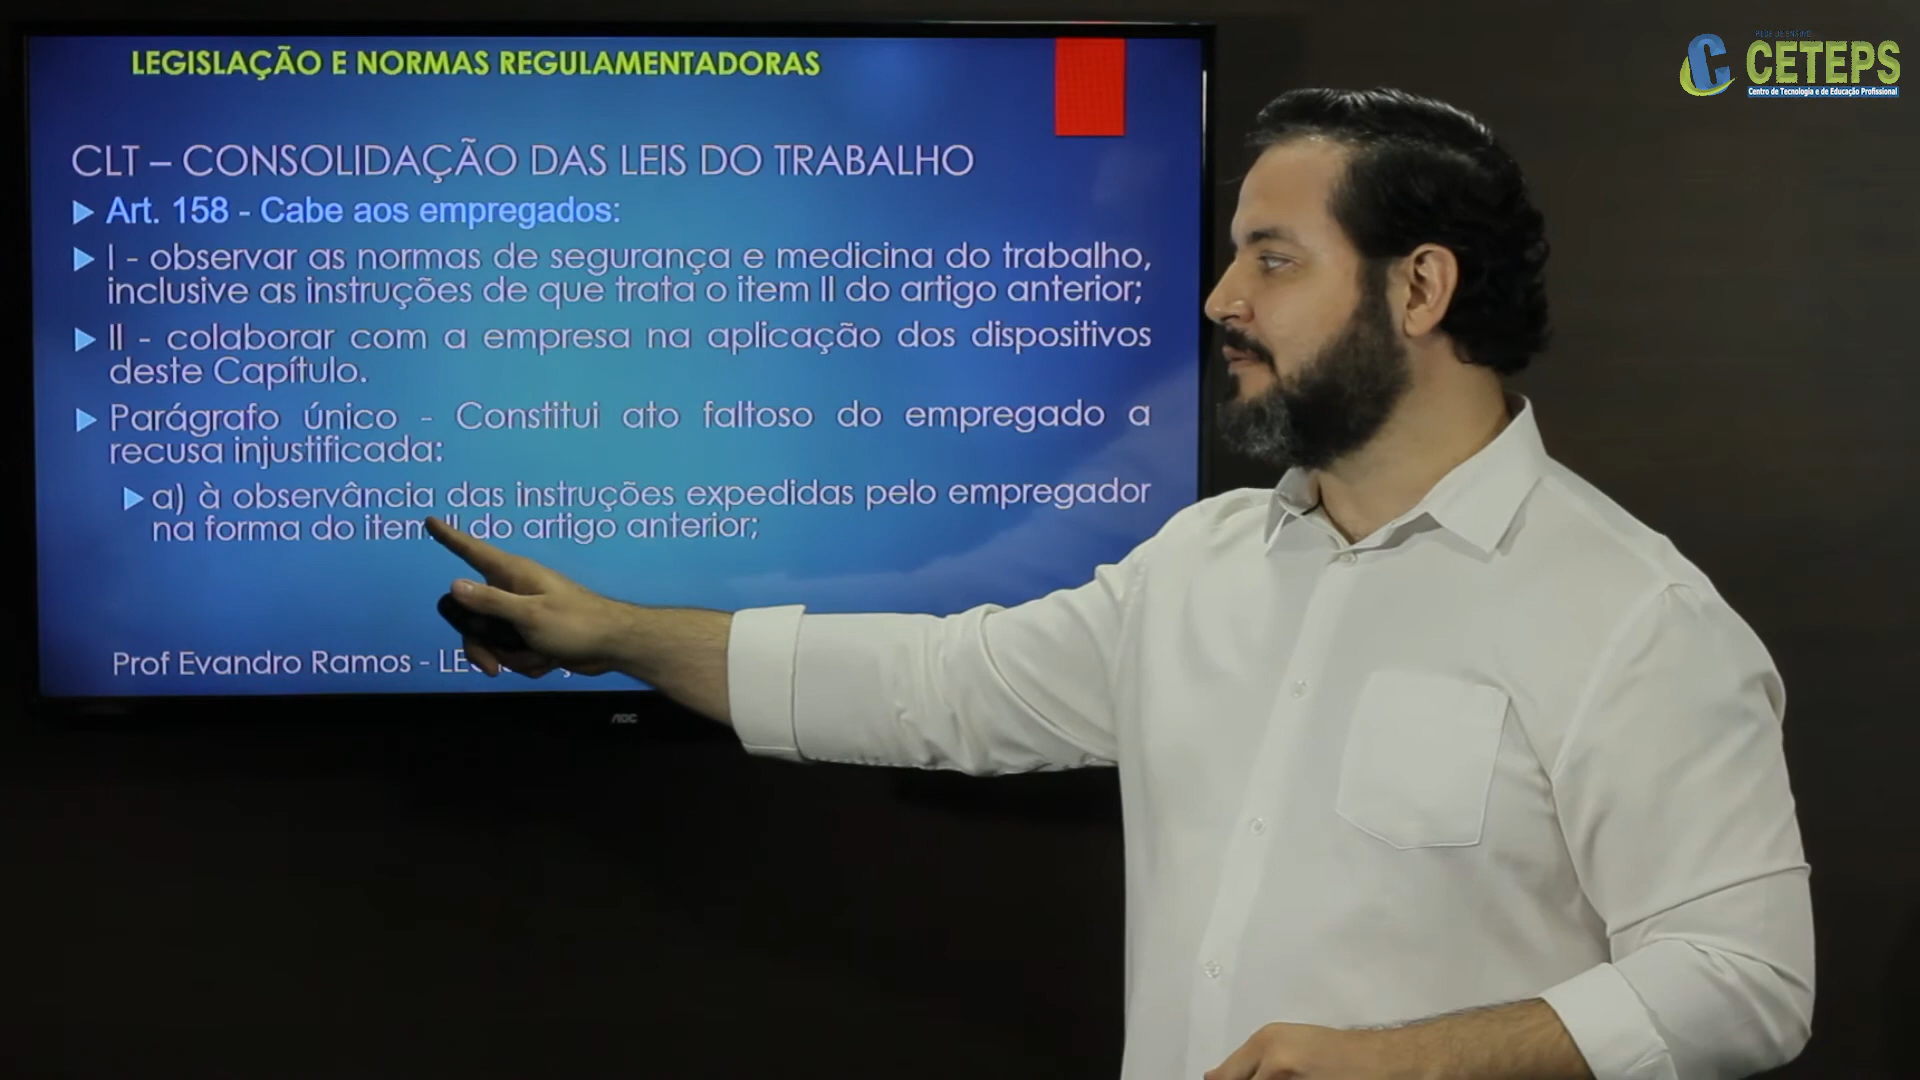 LEGISLAÇÃO E NORMAS REGULAMENTADORAS
CLT – CONSOLIDAÇÃO DAS LEIS DO TRABALHO
Art. 158 - Cabe aos empregados:
I - observar as normas de segurança e medicina do trabalho,
inclusive as instruções de que trata o item II do artigo anterior;
II - colaborar com a empresa na aplicação dos dispositivos
deste Capítulo.
Parágrafo único - Constitui ato faltoso do empregado a
recusa injustificada:
a) à observância das instruções expedidas pelo empregador
na forma do item II do artigo anterior;
Prof Evandro Ramos -
AOC
REDE DE ENSINO
CETEPS
Centro de Tecnologia e de Educação Profissional